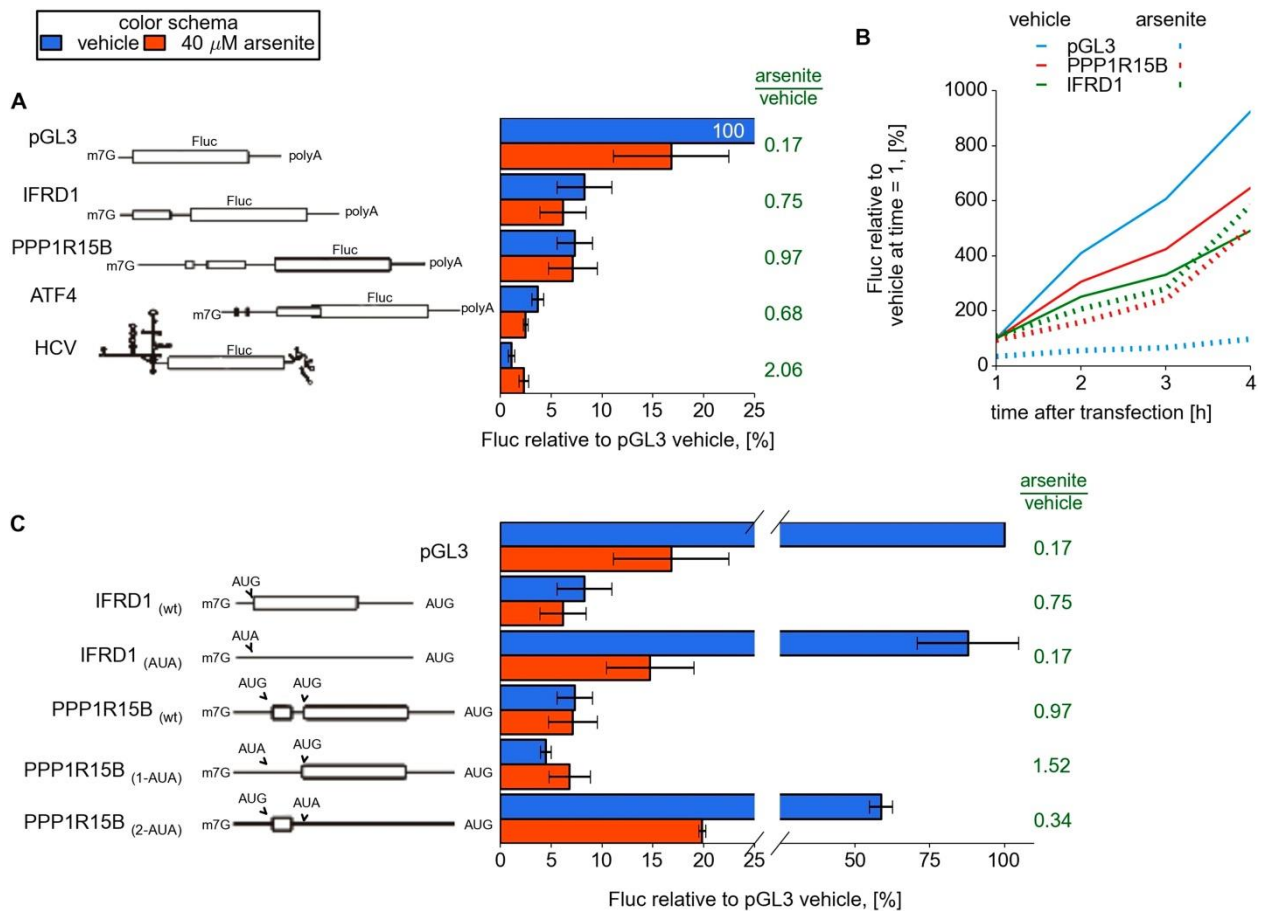 color schema
vehicle 40 μM arsenite
A
arsenite
vehicle
pGL3
Fluc
m7G polyA
100
0.17
IFRD1
Fluc
m7G polyA
0.75
PPP1R15B
Fluc
m7G polyA
0.97
ATF4
Fluc
m7G polyA
0.68
HCV
Fluc
2.06
0 5 10 15 20 25
Fluc relative to pGL3 vehicle, [%]
B
vehicle arsenite
pGL3
PPP1R15B
IFRD1
Fluc relative to
vehicle at time = 1, [%]
1000
800
600
400
200
0
1 2 3 4
time after transfection [h]
C
arsenite
vehicle
pGL3
0.17
AUG
IFRD1 (wt) m7G AUG
0.75
AUA
IFRD1 (AUA) m7G AUG
0.17
AUG AUG
PPP1R15B (wt) m7G AUG
0.97
AUA AUG
PPP1R15B (1-AUA) m7G AUG
1.52
AUG AUA
PPP1R15B (2-AUA) m7G AUG
0.34
0 5 10 15 20 25 50 75 100
Fluc relative to pGL3 vehicle, [%]